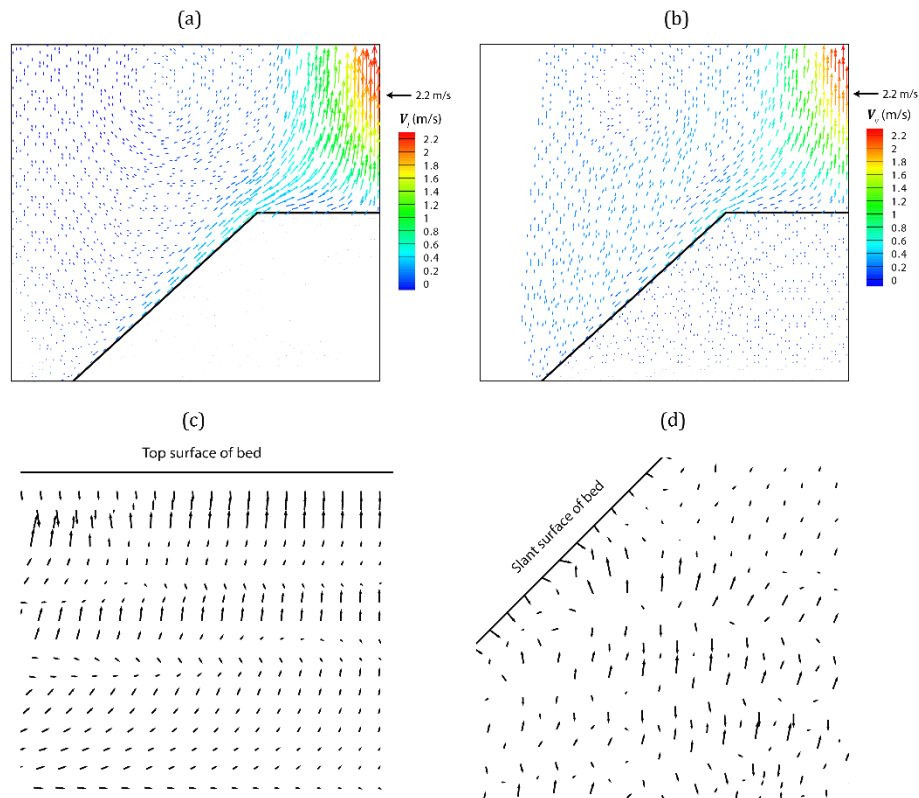 (a)
(b)
2.2 m/s
V_l (m/s)
2.2
2
1.8
1.6
1.4
1.2
1
0.8
0.6
0.4
0.2
0
2.2 m/s
V_v (m/s)
2.2
2
1.8
1.6
1.4
1.2
1
0.8
0.6
0.4
0.2
0
(c)
(d)
Top surface of bed
Slant surface of bed